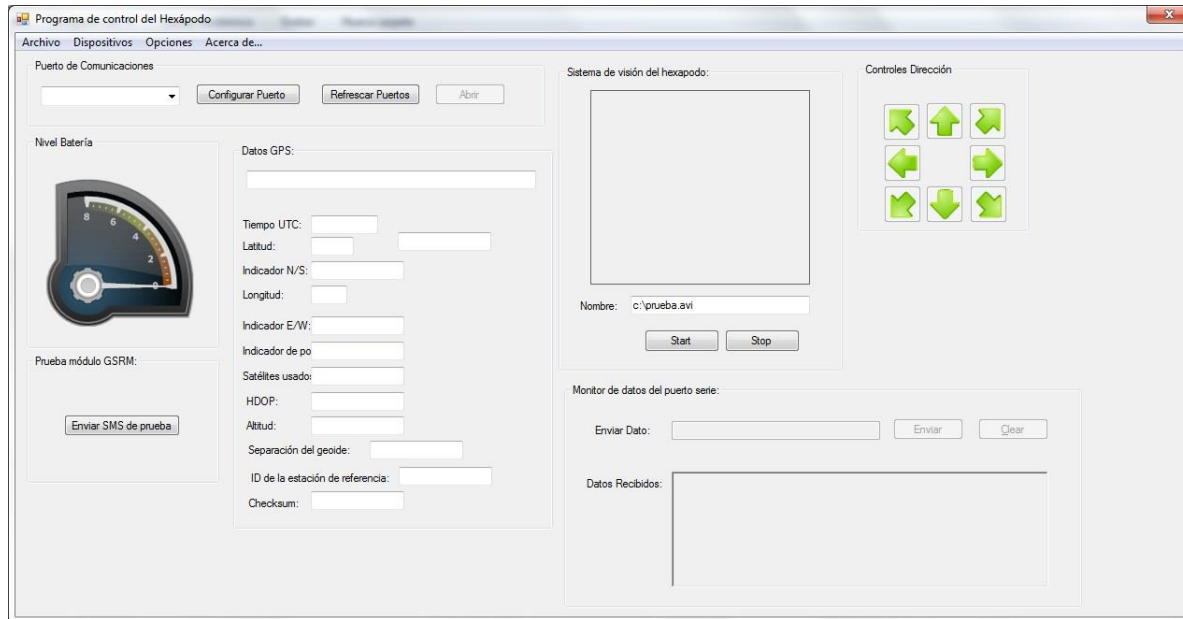 Programa de control del Hexápodo
Archivo Dispositivos Opciones Acerca de...
Puerto de Comunicaciones
Configurar Puerto Refrescar Puertos Abrir
Nivel Batería
8 6 4 2 0
Prueba módulo GSRM:
Enviar SMS de prueba
Datos GPS:
Tiempo UTC:
Latitud:
Indicador N/S:
Longitud:
Indicador E/W:
Indicador de po
Satélites usado
HDOP:
Altitud:
Separación del geoide:
ID de la estación de referencia:
Checksum:
Sistema de visión del hexapodo:
Nombre: c:\prueba.avi
Start Stop
Controles Dirección
Monitor de datos del puerto serie:
Enviar Dato: Enviar Clear
Datos Recibidos: